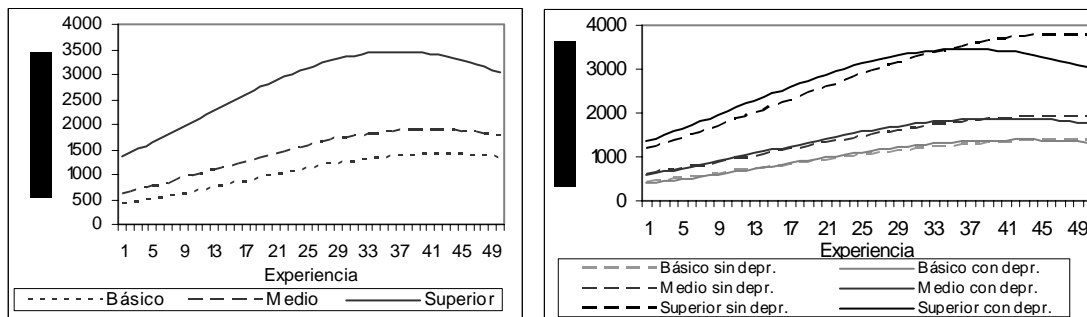 4000
3500
3000
2500
2000
1500
1000
500
0
1 5 9 13 17 21 25 29 33 37 41 45 49
Experiencia
Básico Medio Superior
4000
3000
2000
1000
0
1 5 9 13 17 21 25 29 33 37 41 45 49
Experiencia
Básico sin depr. Básico con depr.
Medio sin depr. Medio con depr.
Superior sin depr. Superior con depr.